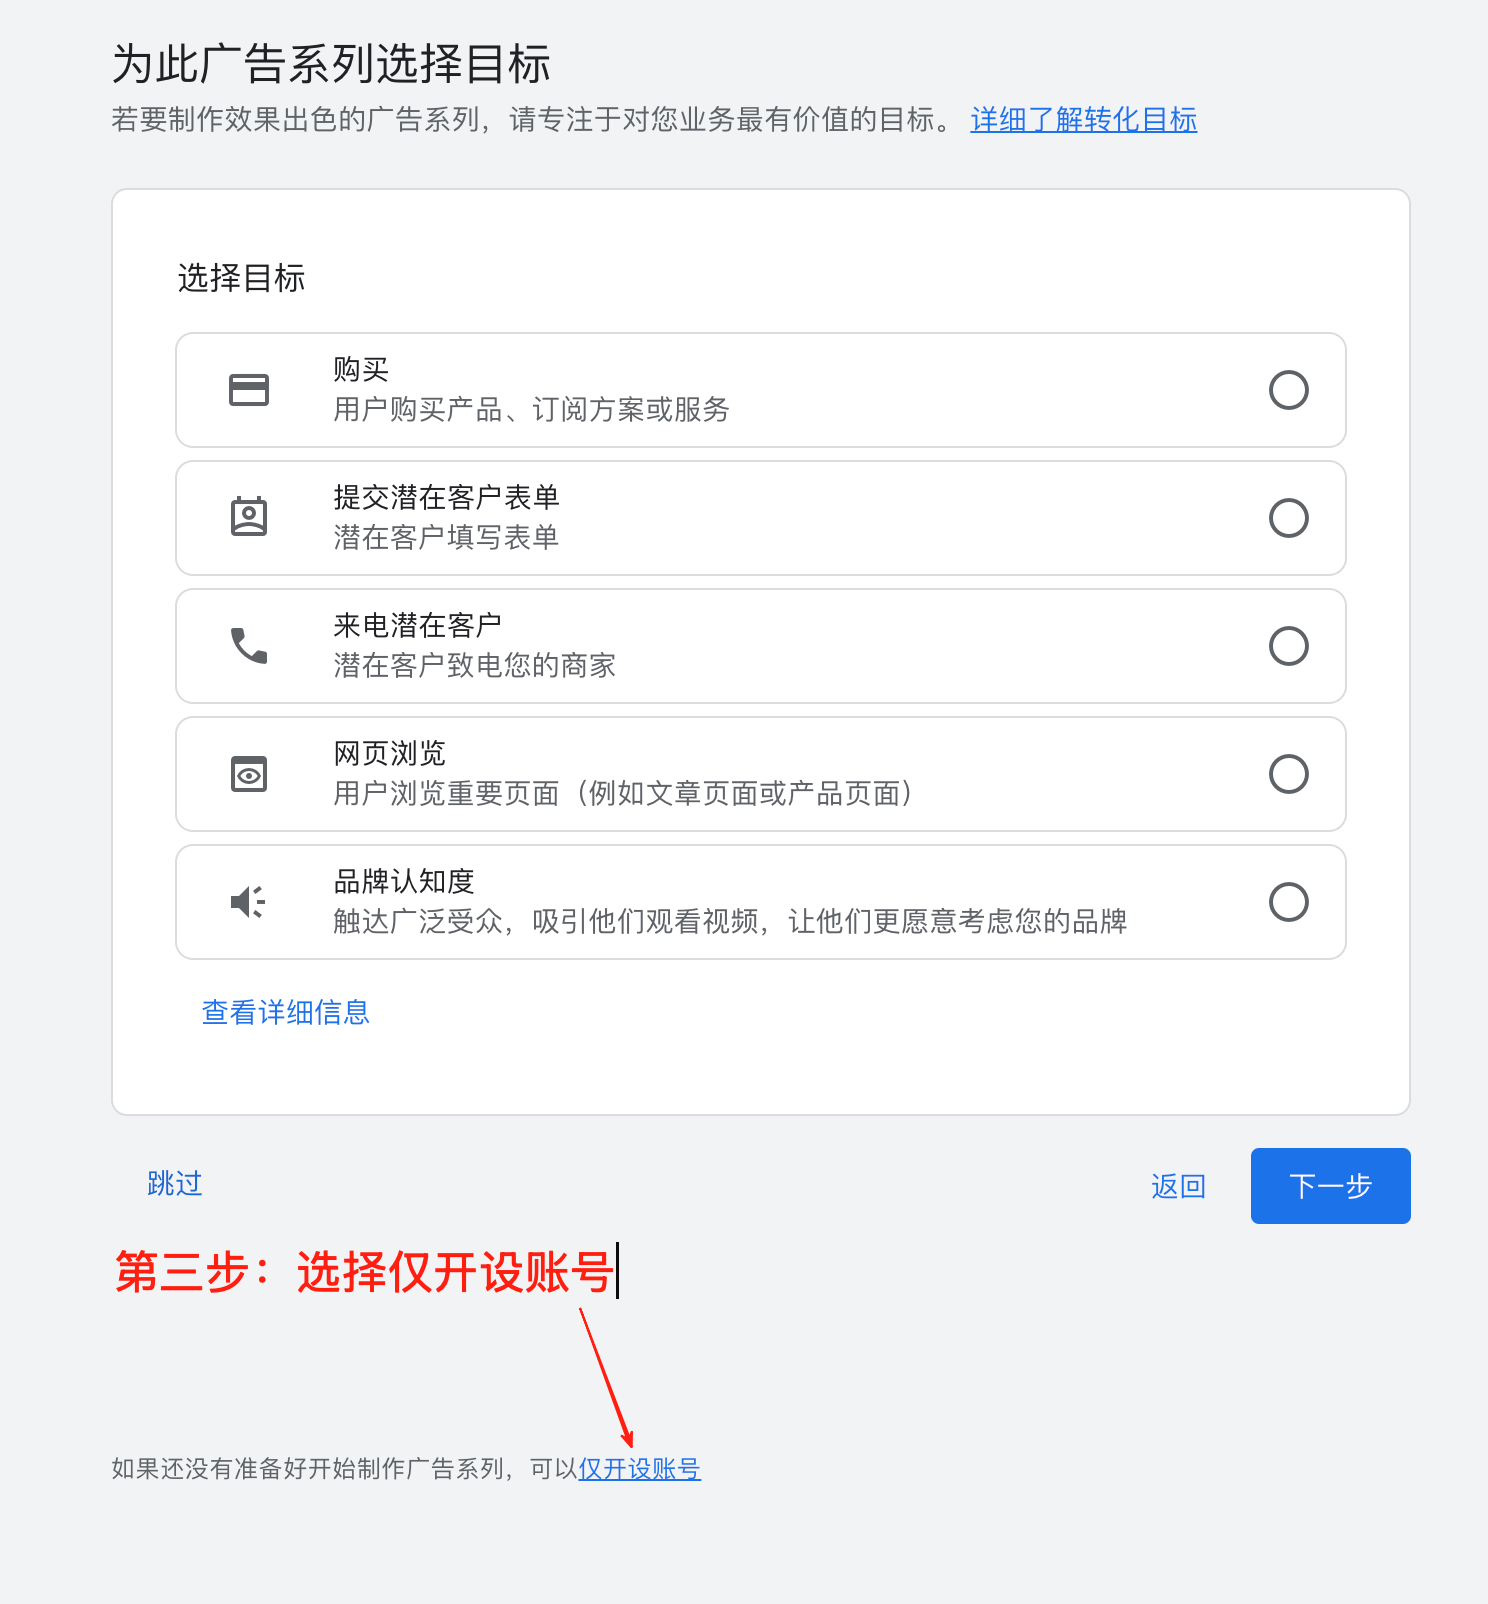 为此广告系列选择目标
若要制作效果出色的广告系列，请专注于对您业务最有价值的目标。 详细了解转化目标
选择目标
购买
用户购买产品、订阅方案或服务
提交潜在客户表单
潜在客户填写表单
来电潜在客户
潜在客户致电您的商家
网页浏览
用户浏览重要页面（例如文章页面或产品页面）
品牌认知度
触达广泛受众，吸引他们观看视频，让他们更愿意考虑您的品牌
查看详细信息
跳过
返回
下一步
第三步：选择仅开设账号
如果还没有准备好开始制作广告系列，可以仅开设账号